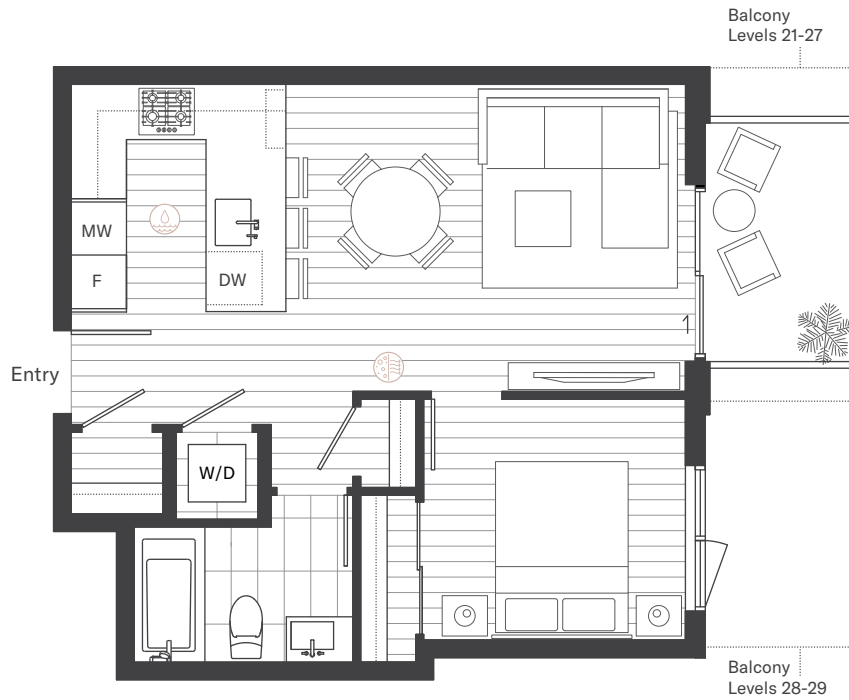 Balcony
Levels 21-27
MW
F
DW
1
Entry
W/D
Balcony
Levels 28-29